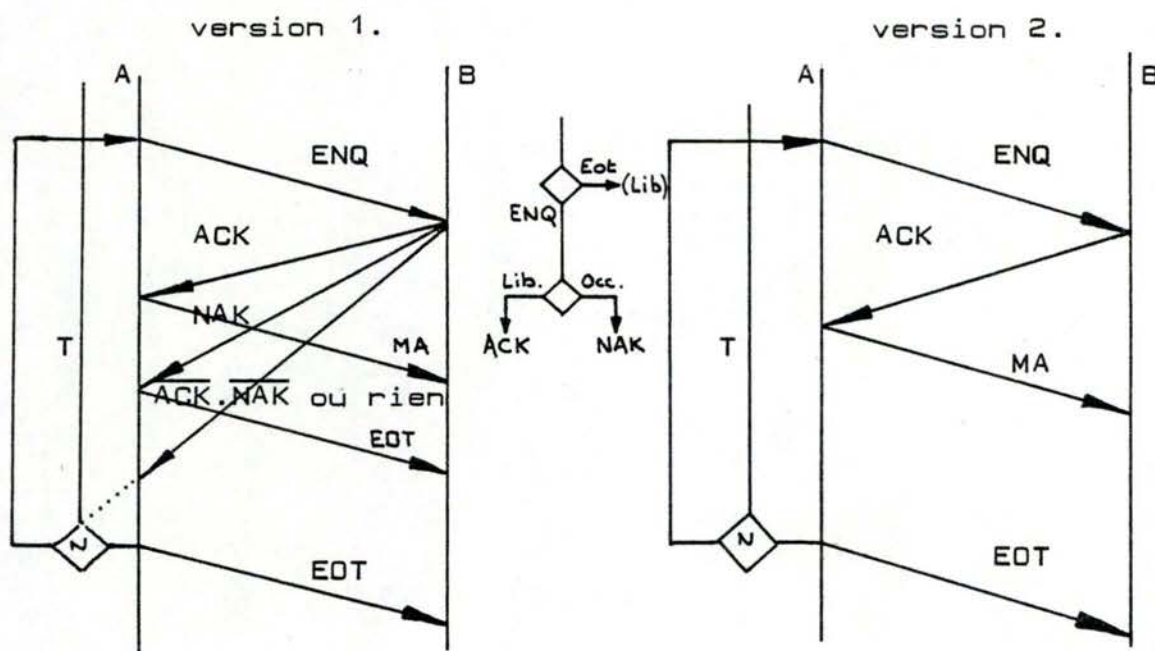 version 1.
A
B
ENQ
ACK
NAK
T
MA
ACK.NAK ou rien
EOT
N
EOT
Eot
(Lib)
ENQ
Lib.
Occ.
ACK
NAK
version 2.
A
B
ENQ
ACK
T
MA
N
EOT